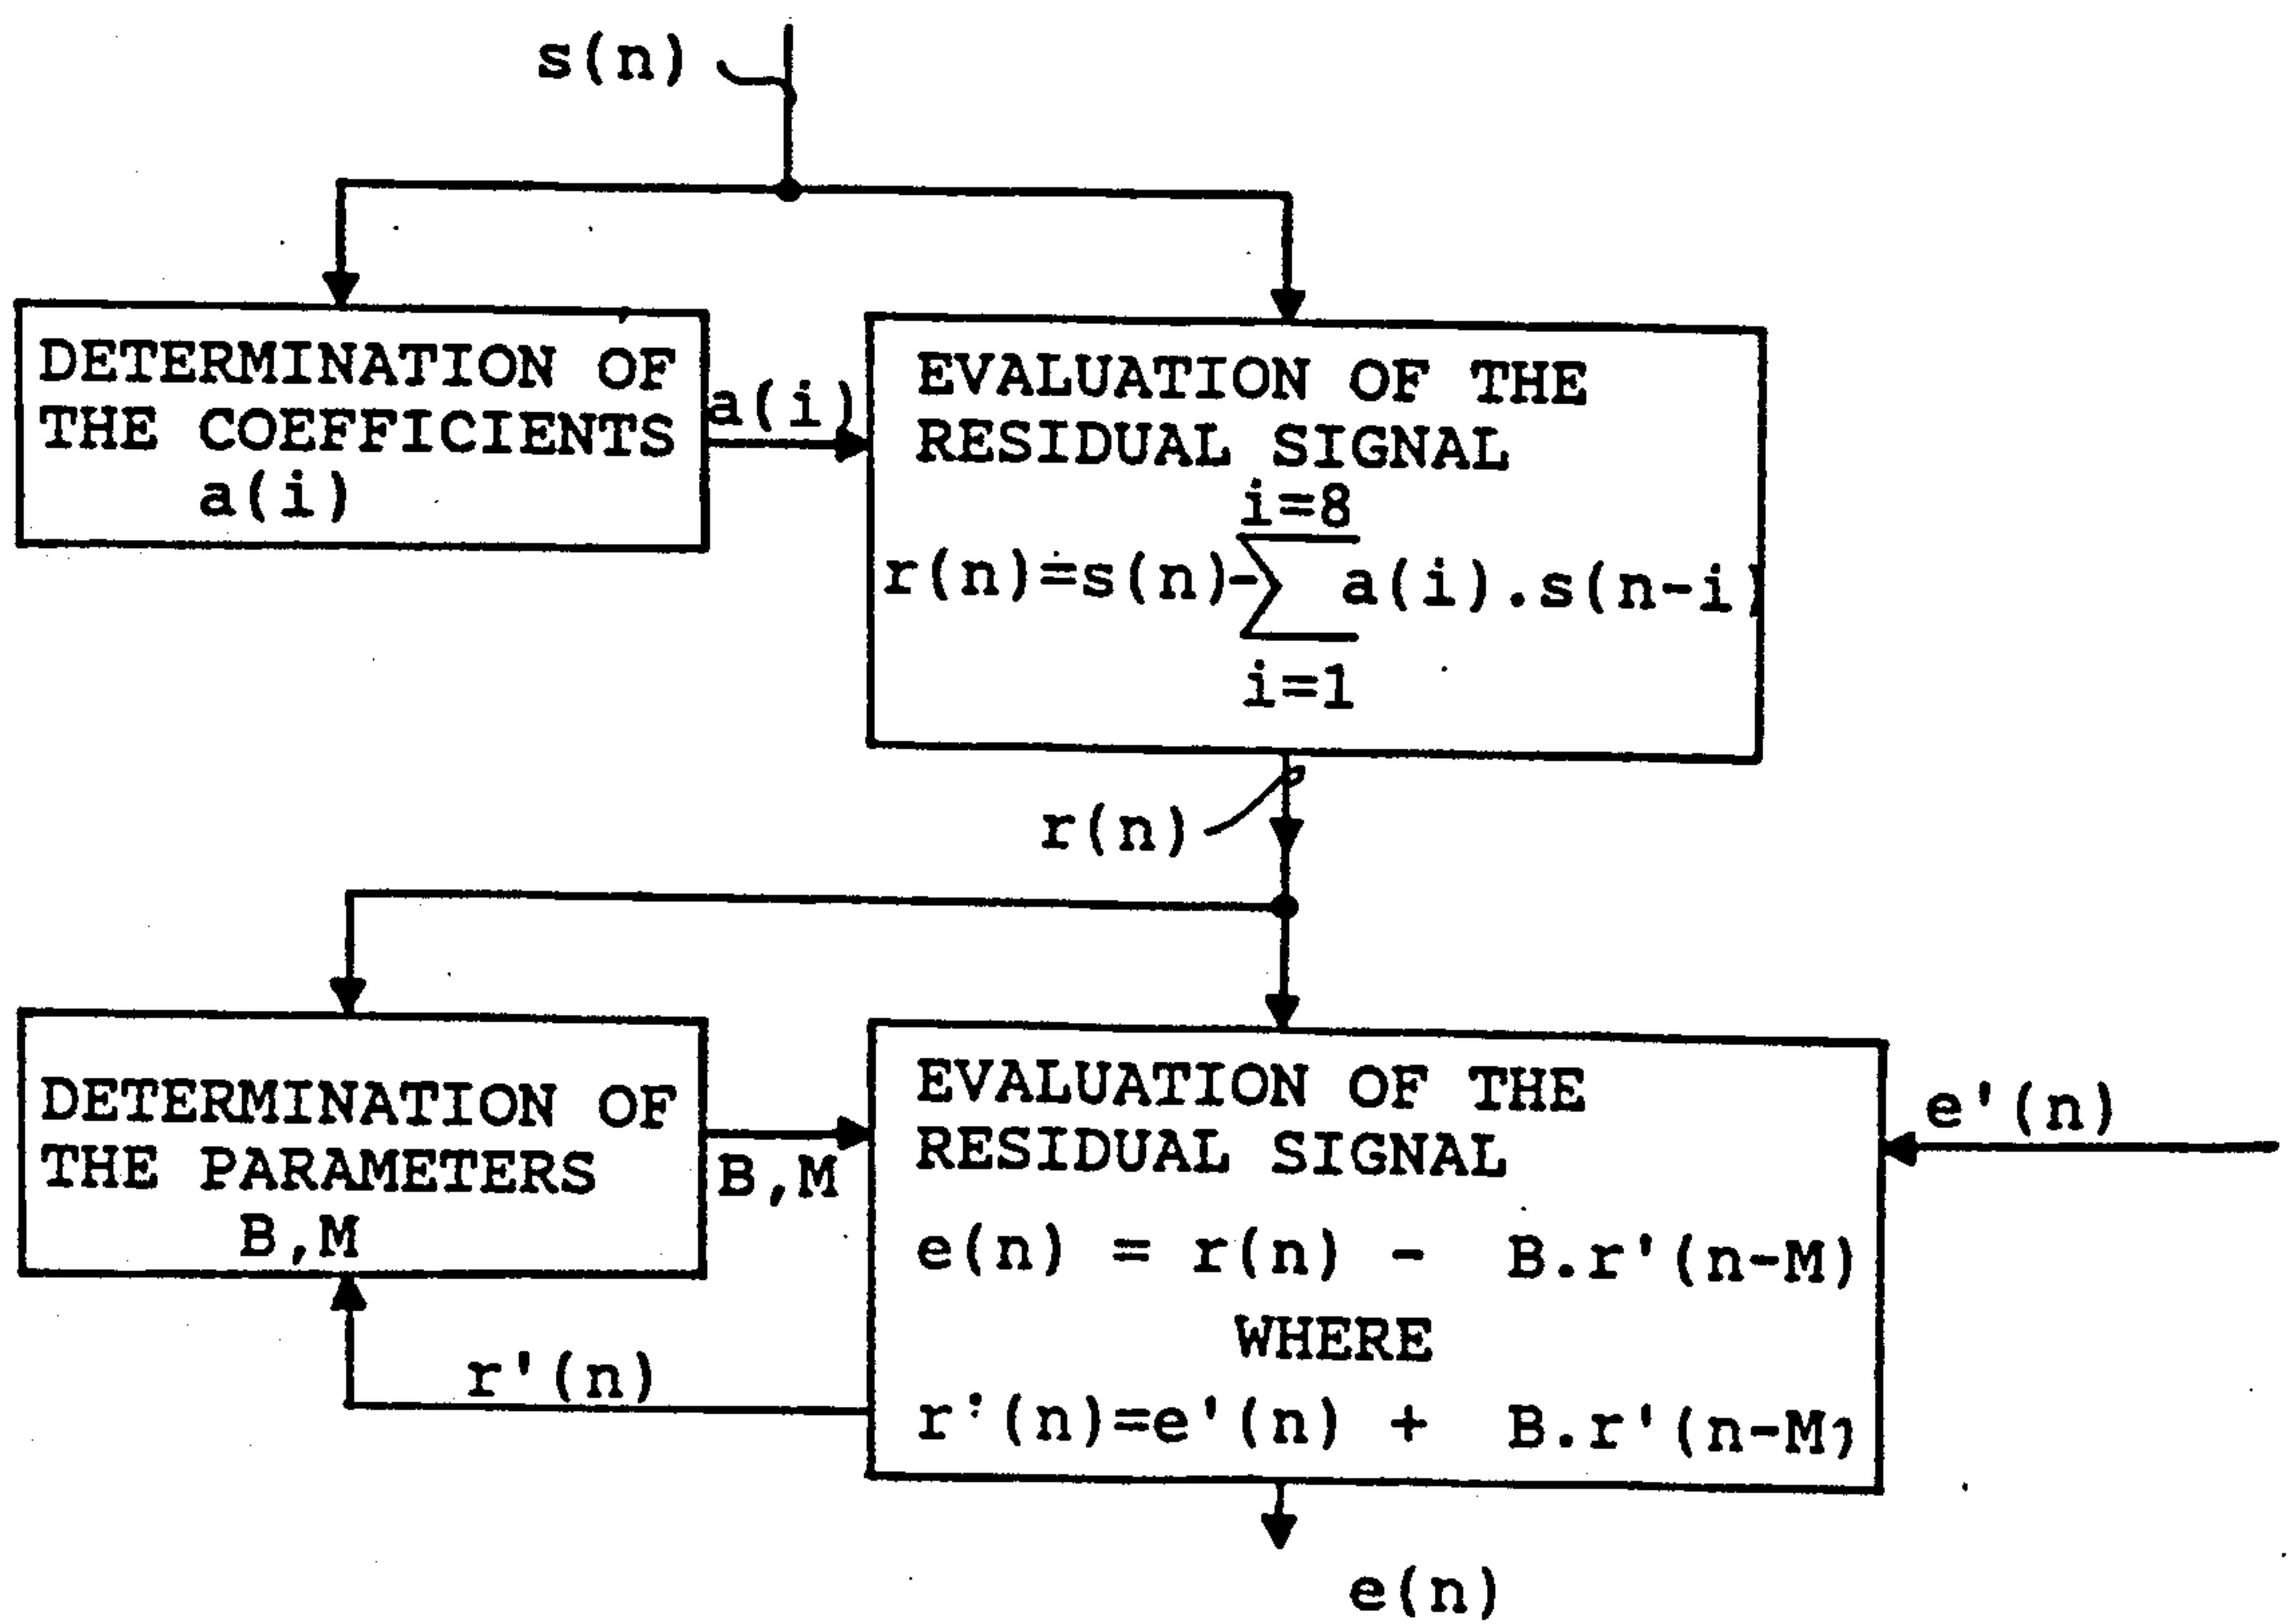 s(n)
DETERMINATION OF
THE COEFFICIENTS
a(i)
a(i)
EVALUATION OF THE
RESIDUAL SIGNAL
i=8
r(n)=s(n)-∑ a(i).s(n-i)
i=1
r(n)
DETERMINATION OF
THE PARAMETERS
B,M
B,M
EVALUATION OF THE
RESIDUAL SIGNAL
e(n) = r(n) - B.r'(n-M)
WHERE
r'(n)=e'(n) + B.r'(n-M)
e'(n)
r'(n)
e(n)